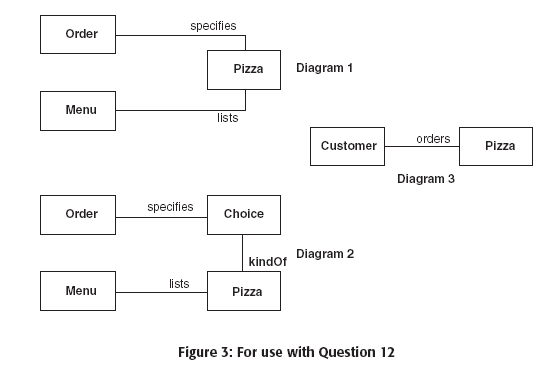 specifies
Order
Pizza
Diagram 1
Menu
lists
Customer
orders
Pizza
Diagram 3
Order
specifies
Choice
kindOf
Diagram 2
Menu
lists
Pizza
Figure 3: For use with Question 12